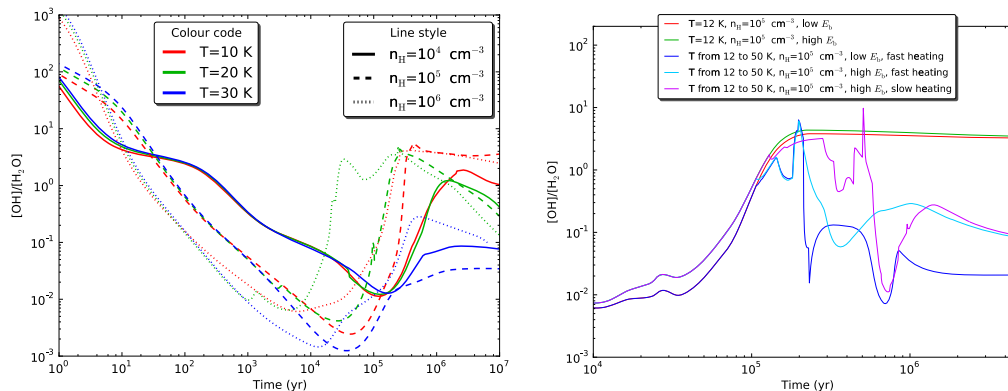 Colour code
T=10 K
T=20 K
T=30 K
Line style
n_H=10^4 cm^-3
n_H=10^5 cm^-3
n_H=10^6 cm^-3
[OH]/[H_2O]
10^2
10^1
10^0
10^-1
10^-2
10^-3
10^0 10^1 10^2 10^3 10^4 10^5 10^6 10^7
Time (yr)
T=12 K, n_H=10^5 cm^-3, low E_b
T=12 K, n_H=10^5 cm^-3, high E_b
T from 12 to 50 K, n_H=10^5 cm^-3, low E_b, fast heating
T from 12 to 50 K, n_H=10^5 cm^-3, high E_b, fast heating
T from 12 to 50 K, n_H=10^5 cm^-3, high E_b, slow heating
[OH]/[H_2O]
10^1
10^0
10^-1
10^-2
10^-3
10^4 10^5 10^6
Time (yr)